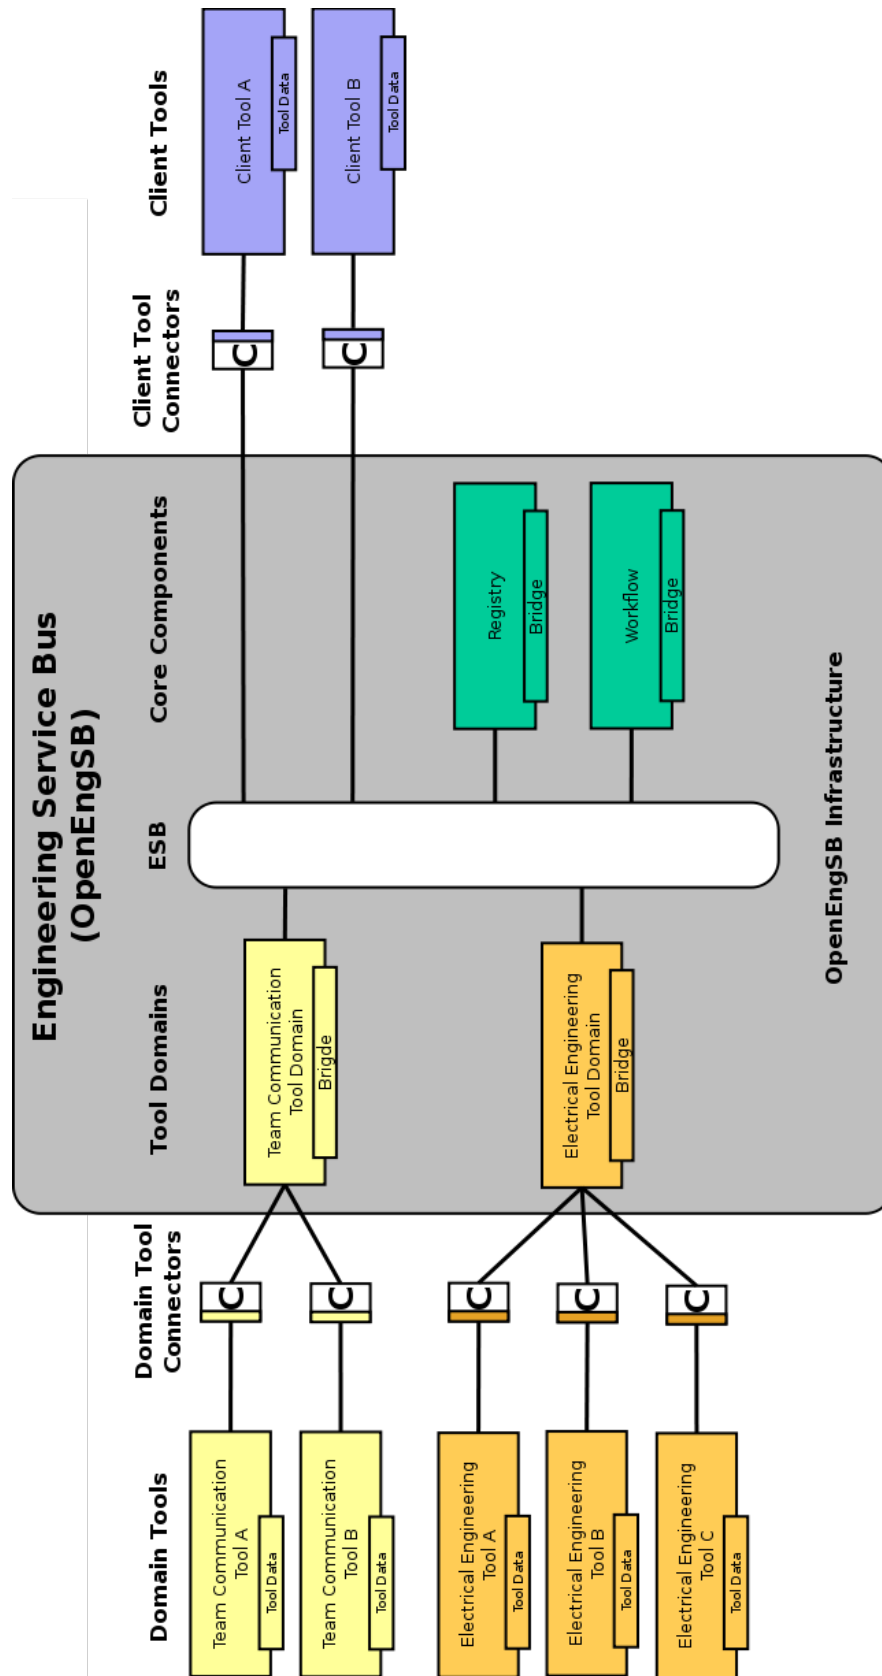 Engineering Service Bus
(OpenEngSB)
Domain Tools
Domain Tool
Connectors
Tool Domains
ESB
Core Components
Client Tool
Connectors
Client Tools
Team Communication
Tool A
Tool Data
C
Team Communication
Tool B
Tool Data
C
Team Communication
Tool Domain
Brigde
Client Tool A
Tool Data
C
Client Tool B
Tool Data
C
Electrical Engineering
Tool A
Tool Data
C
Electrical Engineering
Tool B
Tool Data
C
Electrical Engineering
Tool C
Tool Data
C
Electrical Engineering
Tool Domain
Bridge
Registry
Bridge
Workflow
Bridge
OpenEngSB Infrastructure